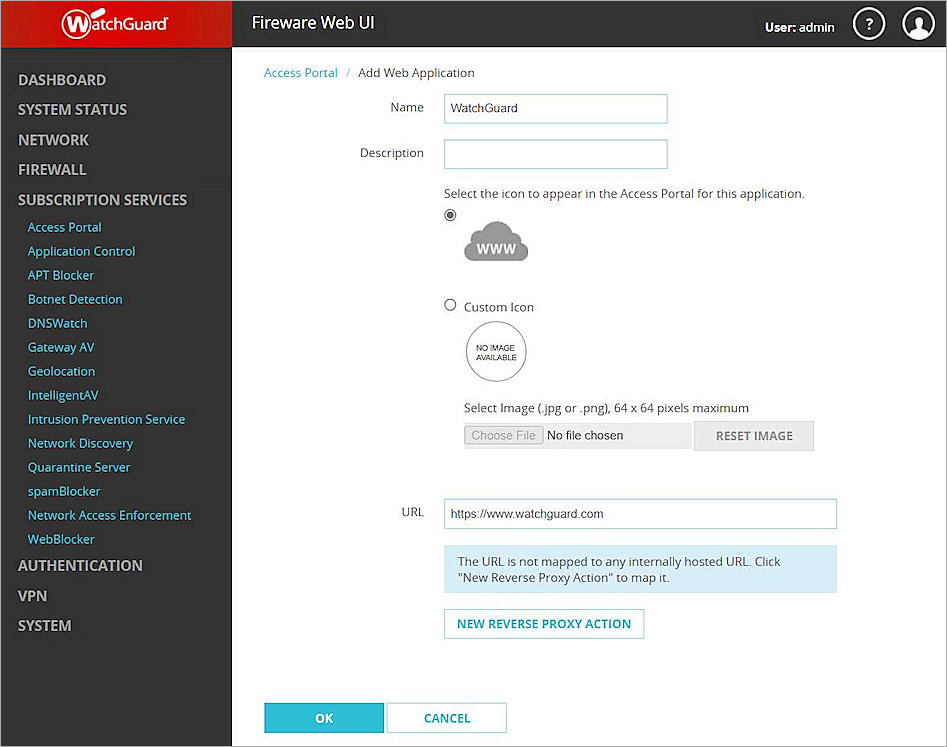 WatchGuard
Fireware Web UI
User: admin
?
DASHBOARD
SYSTEM STATUS
NETWORK
FIREWALL
SUBSCRIPTION SERVICES
Access Portal
Application Control
APT Blocker
Botnet Detection
DNSWatch
Gateway AV
Geolocation
IntelligentAV
Intrusion Prevention Service
Network Discovery
Quarantine Server
spamBlocker
Network Access Enforcement
WebBlocker
AUTHENTICATION
VPN
SYSTEM
Access Portal / Add Web Application
Name WatchGuard
Description
Select the icon to appear in the Access Portal for this application.
WWW
Custom Icon
NO IMAGE
AVAILABLE
Select Image (.jpg or .png), 64 x 64 pixels maximum
Choose File No file chosen RESET IMAGE
URL https://www.watchguard.com
The URL is not mapped to any internally hosted URL. Click
"New Reverse Proxy Action" to map it.
NEW REVERSE PROXY ACTION
OK CANCEL